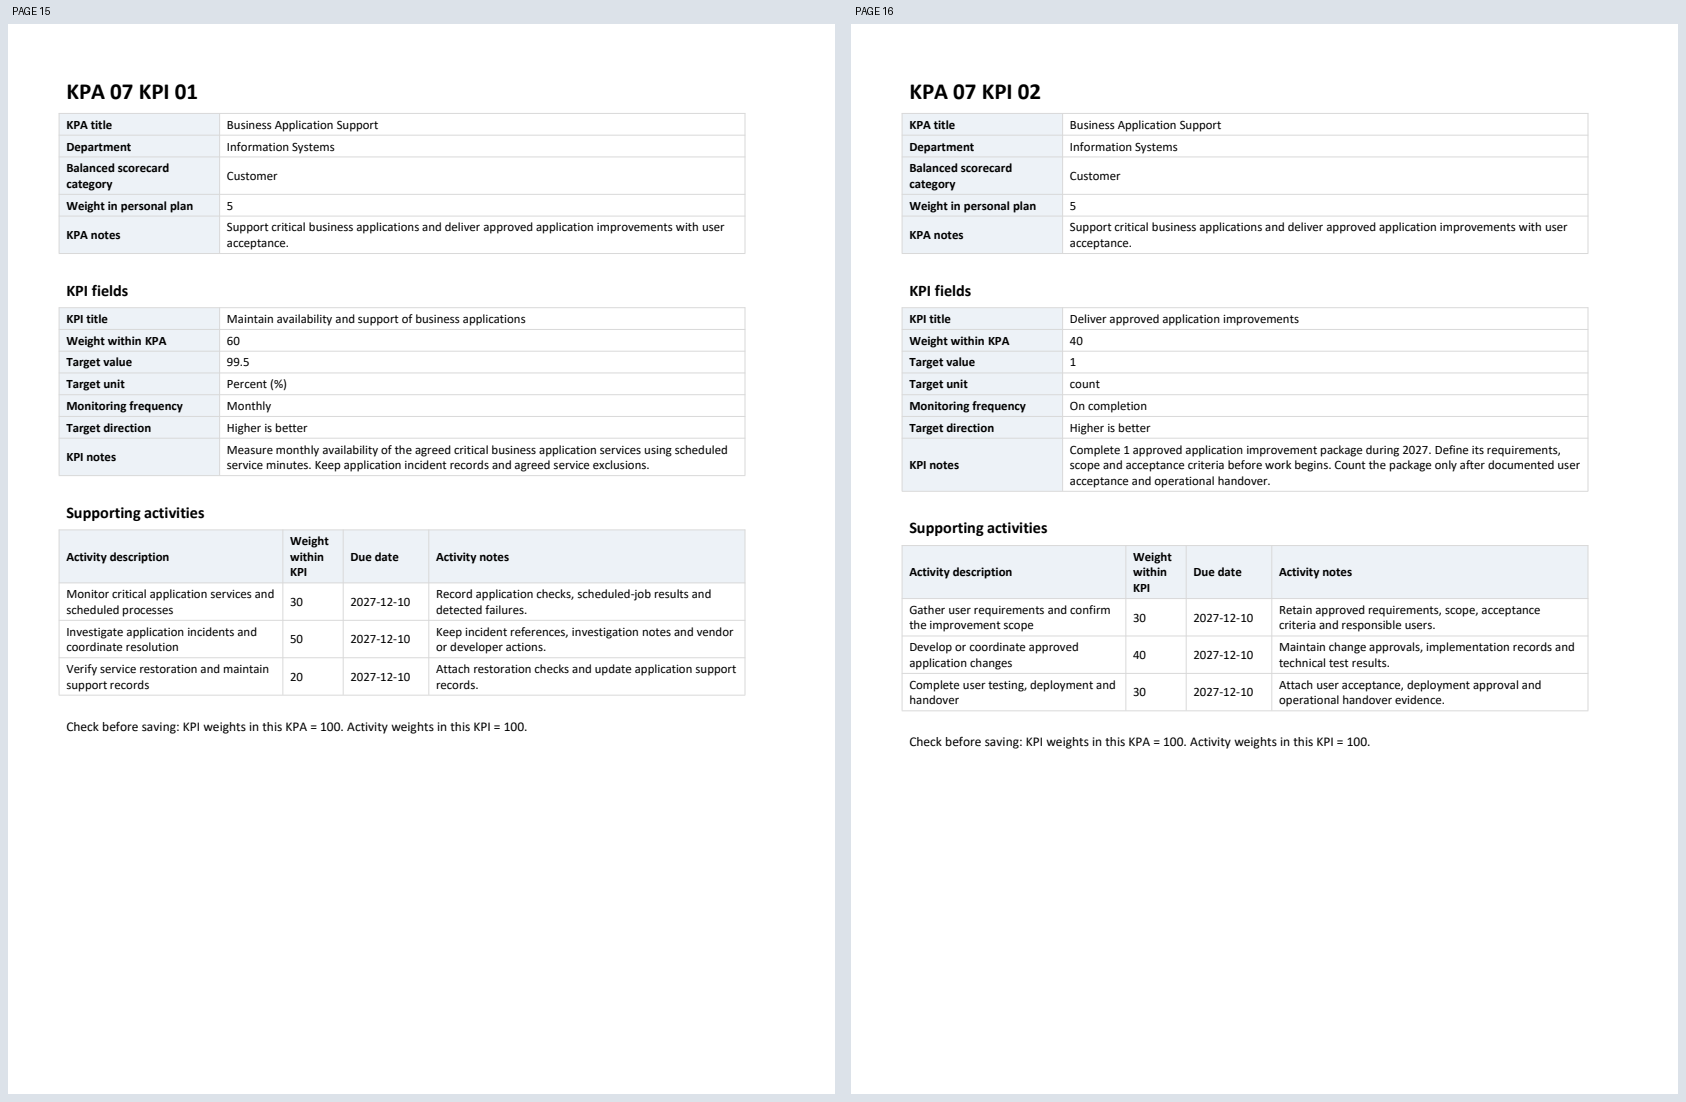 PAGE 15
KPA 07 KPI 01
KPA title Business Application Support
Department Information Systems
Balanced scorecard
category
Customer
Weight in personal plan 5
KPA notes
Support critical business applications and deliver approved application improvements with user
acceptance.
KPI fields
KPI title Maintain availability and support of business applications
Weight within KPA 60
Target value 99.5
Target unit Percent (%)
Monitoring frequency Monthly
Target direction Higher is better
KPI notes
Measure monthly availability of the agreed critical business application services using scheduled
service minutes. Keep application incident records and agreed service exclusions.
Supporting activities
Activity description
Weight
within
KPI
Due date
Activity notes
Monitor critical application services and
scheduled processes
30
2027-12-10
Record application checks, scheduled-job results and
detected failures.
Investigate application incidents and
coordinate resolution
50
2027-12-10
Keep incident references, investigation notes and vendor
or developer actions.
Verify service restoration and maintain
support records
20
2027-12-10
Attach restoration checks and update application support
records.
Check before saving: KPI weights in this KPA = 100. Activity weights in this KPI = 100.
PAGE 16
KPA 07 KPI 02
KPA title Business Application Support
Department Information Systems
Balanced scorecard
category
Customer
Weight in personal plan 5
KPA notes
Support critical business applications and deliver approved application improvements with user
acceptance.
KPI fields
KPI title Deliver approved application improvements
Weight within KPA 40
Target value 1
Target unit count
Monitoring frequency On completion
Target direction Higher is better
KPI notes
Complete 1 approved application improvement package during 2027. Define its requirements,
scope and acceptance criteria before work begins. Count the package only after documented user
acceptance and operational handover.
Supporting activities
Activity description
Weight
within
KPI
Due date
Activity notes
Gather user requirements and confirm
the improvement scope
30
2027-12-10
Retain approved requirements, scope, acceptance
criteria and responsible users.
Develop or coordinate approved
application changes
40
2027-12-10
Maintain change approvals, implementation records and
technical test results.
Complete user testing, deployment and
handover
30
2027-12-10
Attach user acceptance, deployment approval and
operational handover evidence.
Check before saving: KPI weights in this KPA = 100. Activity weights in this KPI = 100.